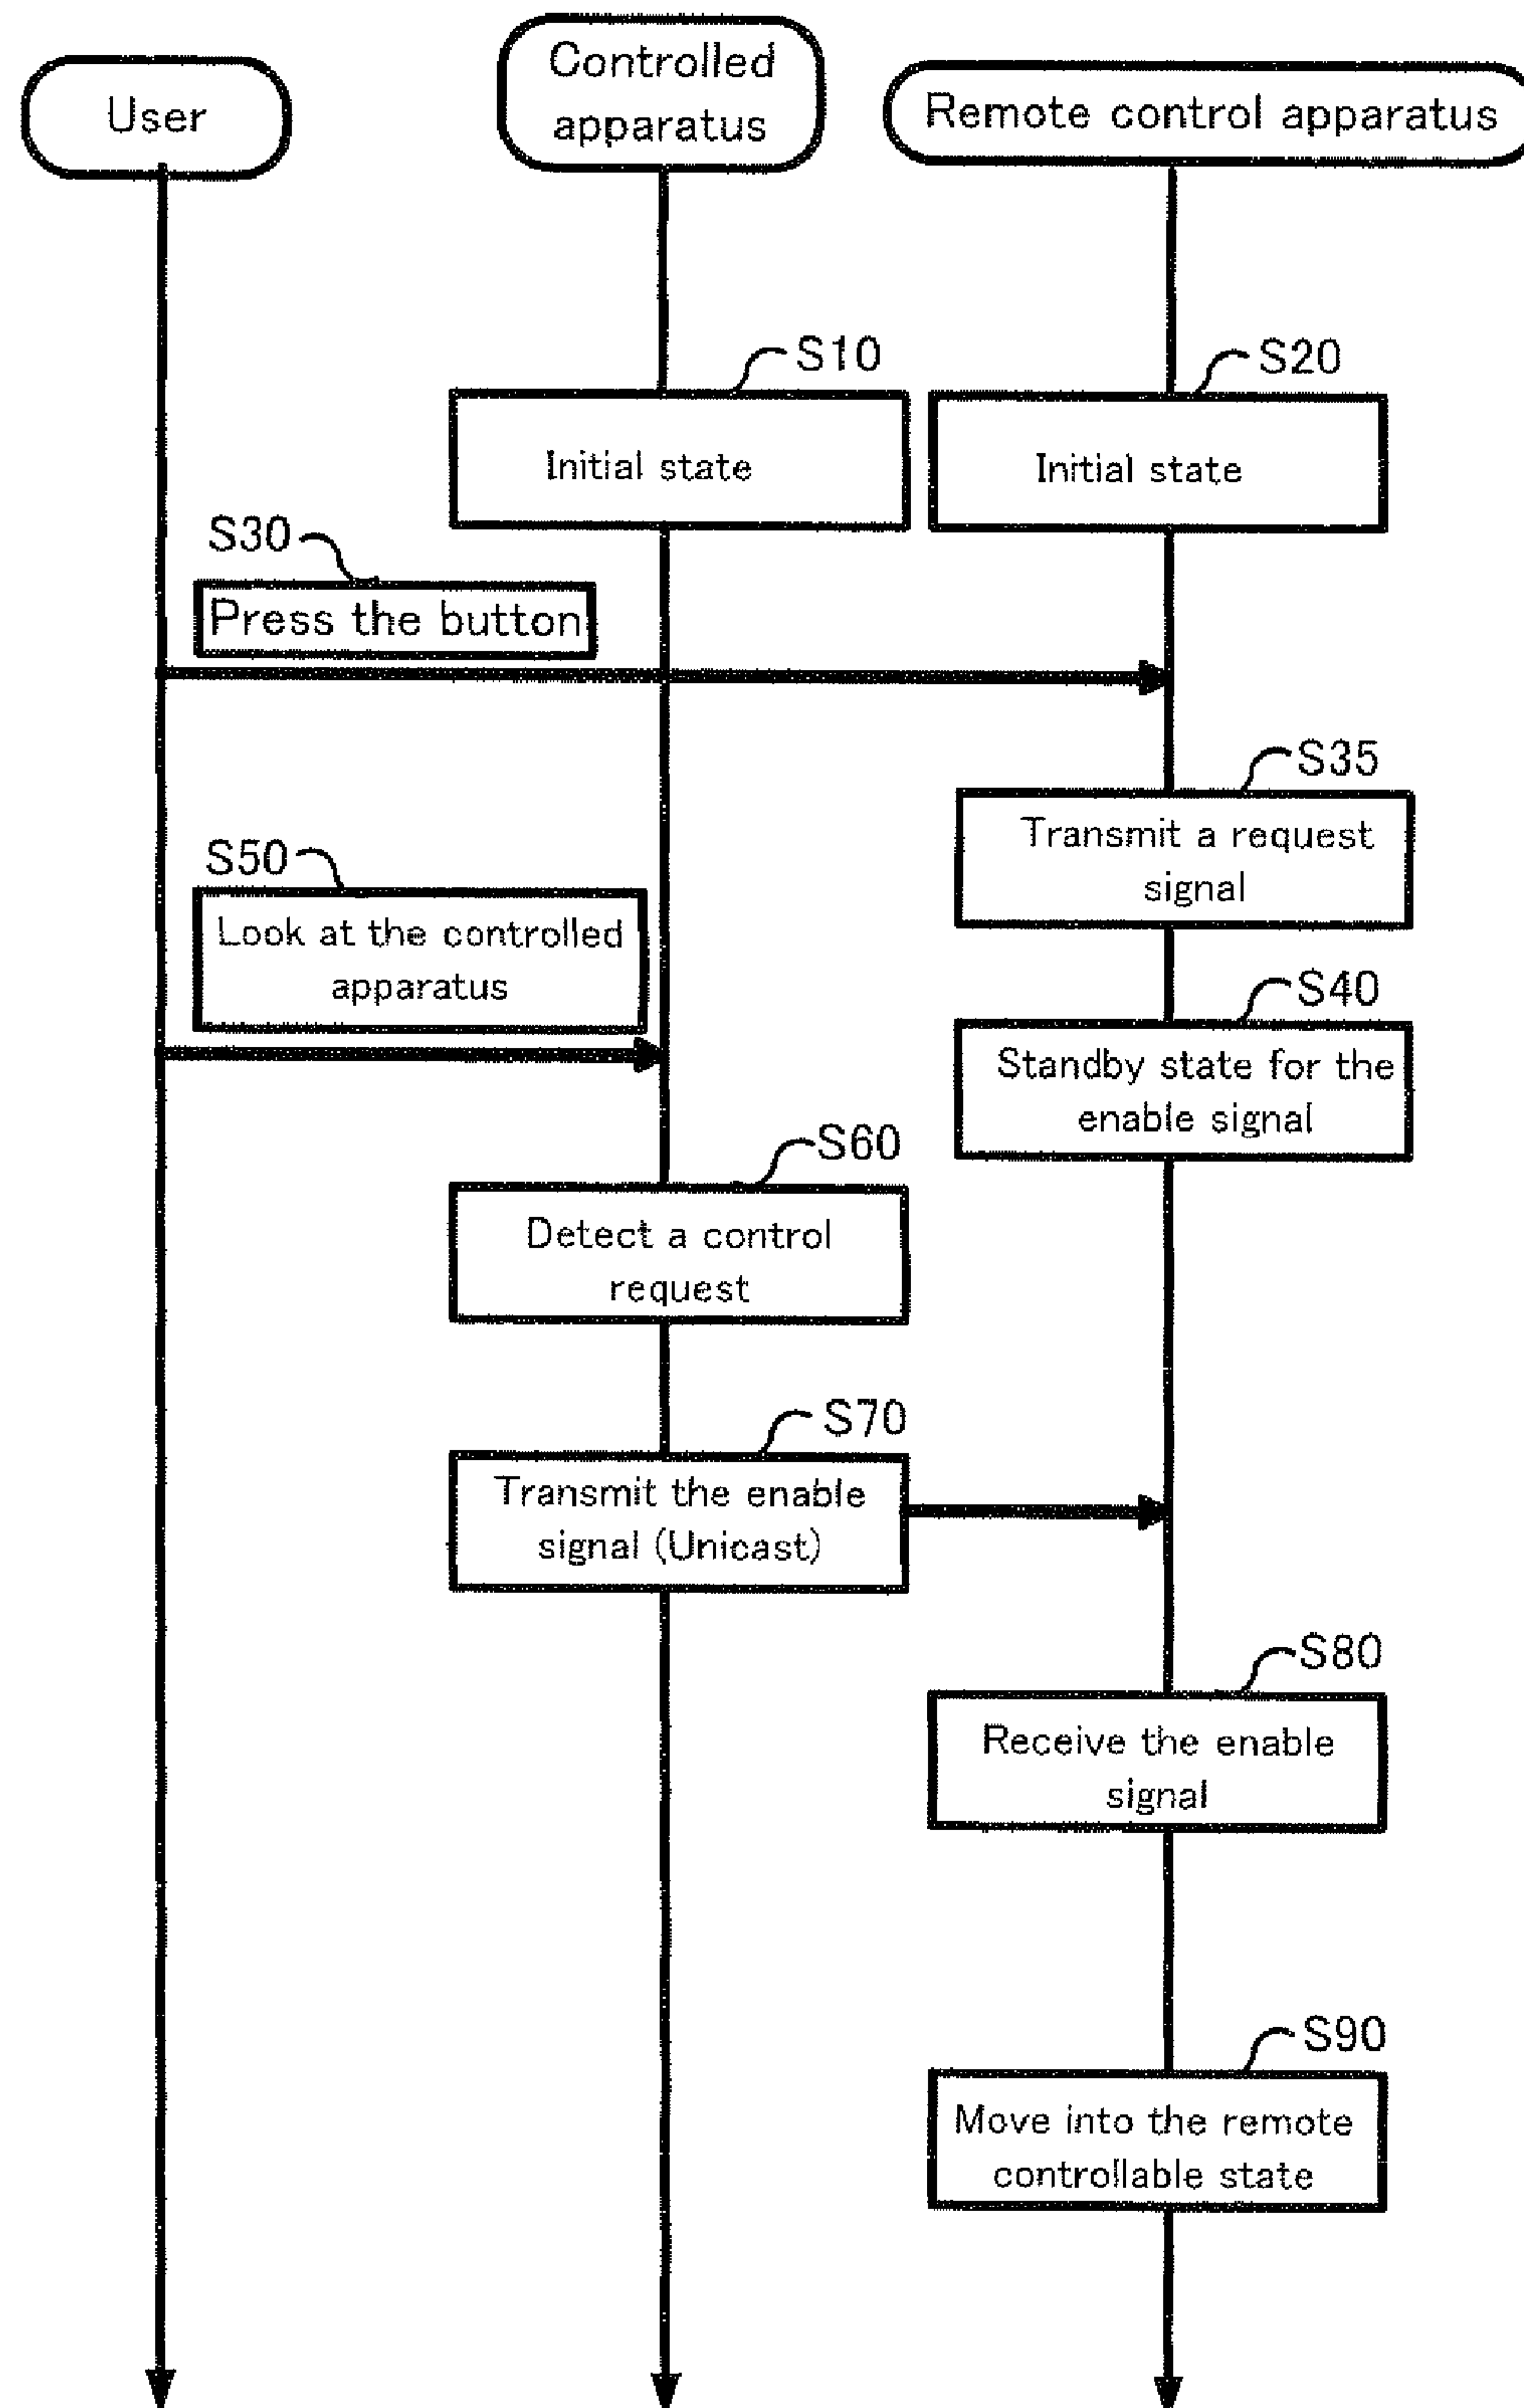 User
Controlled
apparatus
Remote control apparatus
S10
Initial state
S20
Initial state
S30
Press the button
S35
Transmit a request
signal
S50
Look at the controlled
apparatus
S40
Standby state for the
enable signal
S60
Detect a control
request
S70
Transmit the enable
signal (Unicast)
S80
Receive the enable
signal
S90
Move into the remote
controllable state